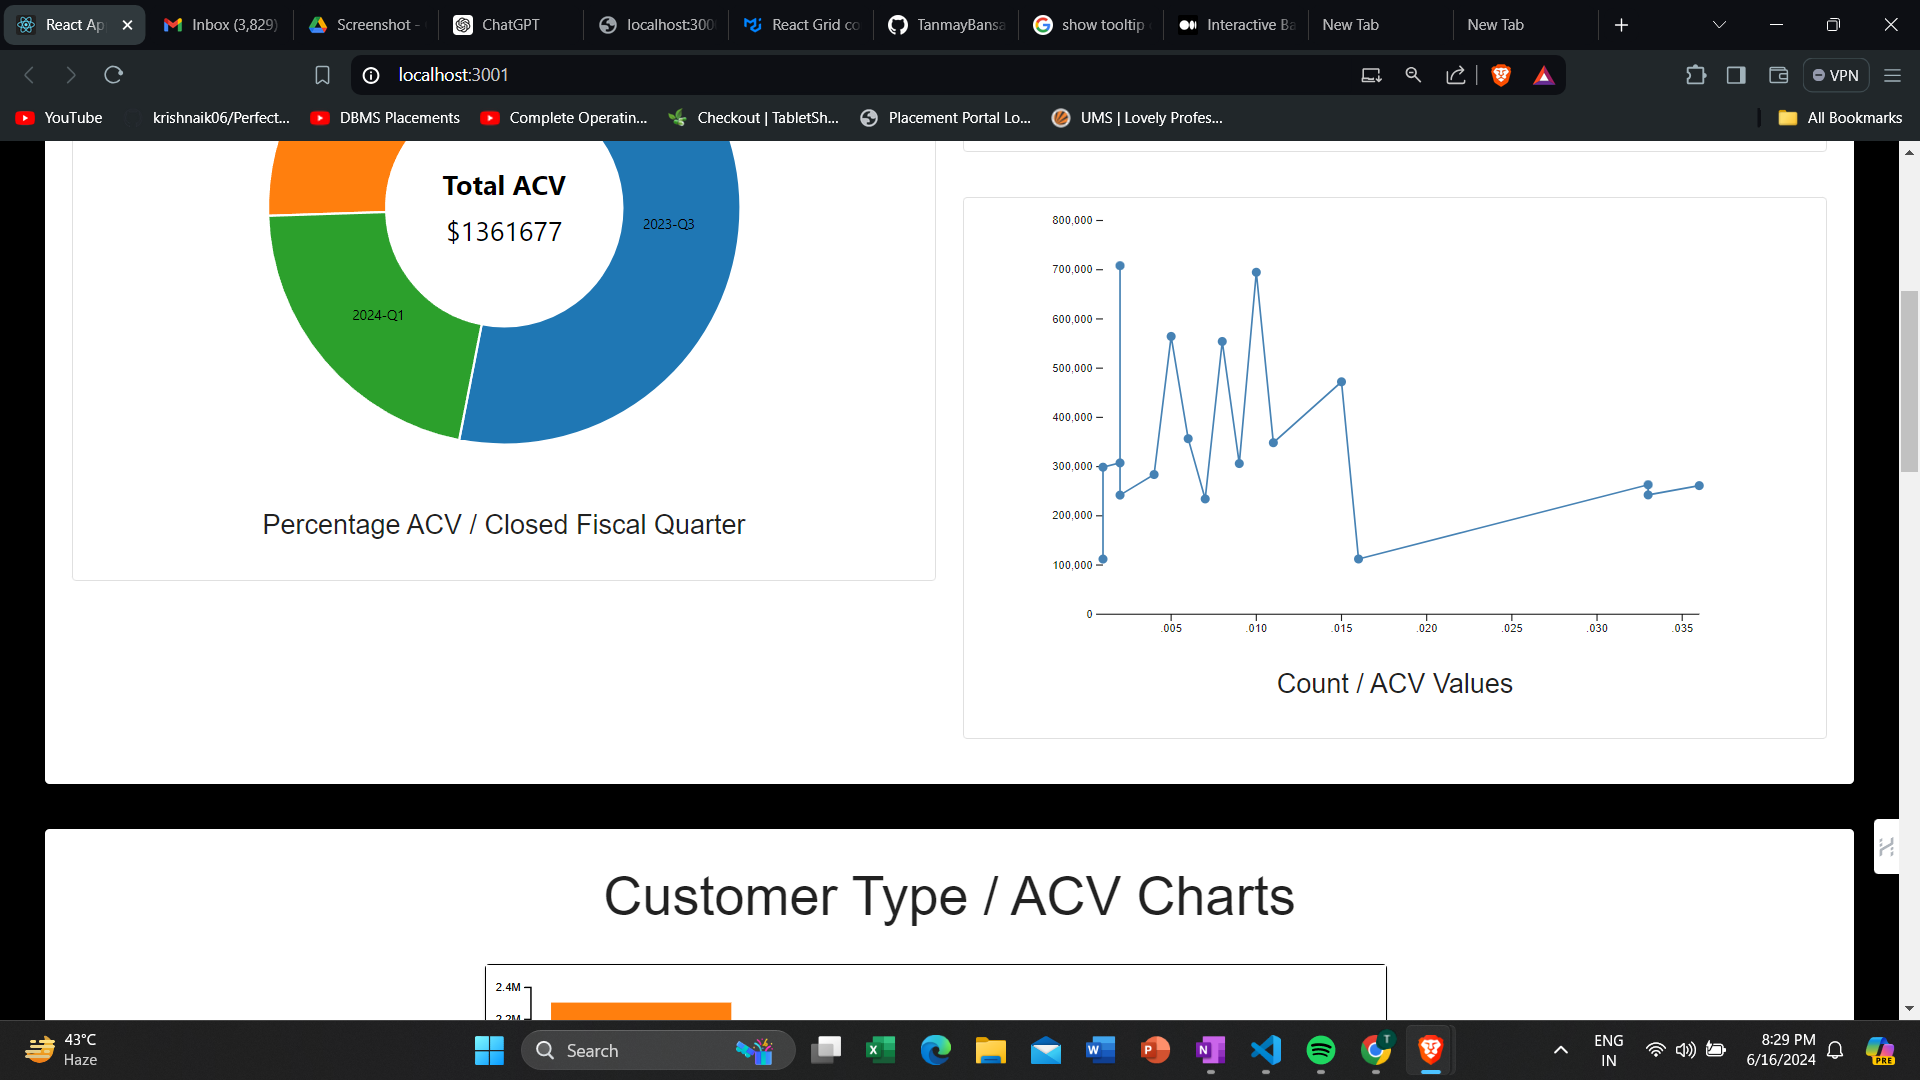 React Ap
Inbox (3,829)
Screenshot -
ChatGPT
localhost:300
React Grid co
TanmayBansa
show tooltip
Interactive Ba
New Tab
New Tab
localhost:3001
VPN
YouTube
krishnaik06/Perfect...
DBMS Placements
Complete Operatin...
Checkout | TabletSh...
Placement Portal Lo...
UMS | Lovely Profes...
All Bookmarks
Total ACV
$1361677
2023-Q3
2024-Q1
Percentage ACV / Closed Fiscal Quarter
800,000
700,000
600,000
500,000
400,000
300,000
200,000
100,000
0
.005 .010 .015 .020 .025 .030 .035
Count / ACV Values
Customer Type / ACV Charts
2.4M
2.2M
43°C
Haze
Search
T
PRE
ENG
IN
8:29 PM
6/16/2024